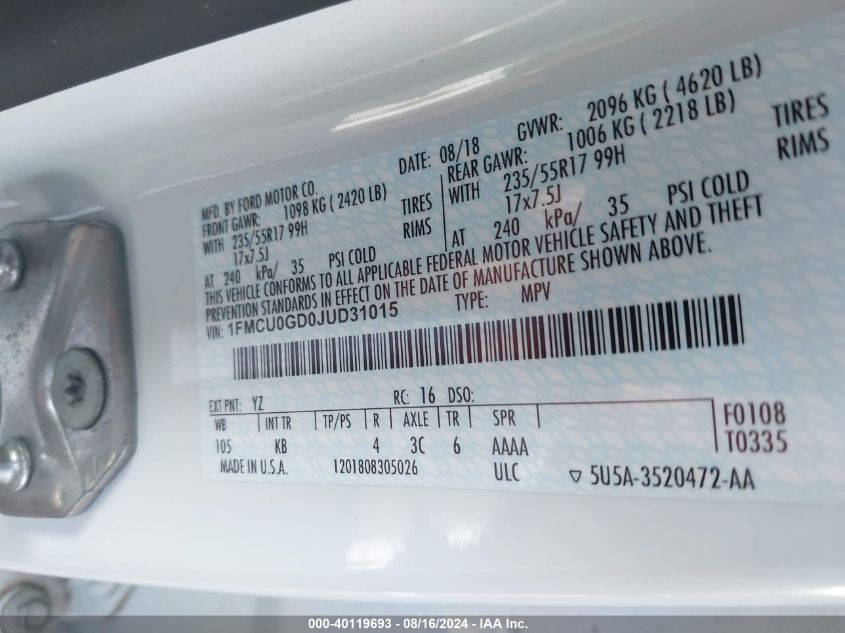 MFD. BY FORD MOTOR CO.
DATE: 08/18 GVWR: 2096 KG ( 4620 LB)
FRONT GAWR: 1098 KG ( 2420 LB)
REAR GAWR: 1006 KG ( 2218 LB)
WITH 235/55R17 99H TIRES
WITH 235/55R17 99H TIRES
17x7.5J RIMS
17x7.5J RIMS
AT 240 kPa/ 35 PSI COLD
AT 240 kPa/ 35 PSI COLD
THIS VEHICLE CONFORMS TO ALL APPLICABLE FEDERAL MOTOR VEHICLE SAFETY AND THEFT
PREVENTION STANDARDS IN EFFECT ON THE DATE OF MANUFACTURE SHOWN ABOVE.
VIN: 1FMCU0GD0JUD31015 TYPE: MPV
EXT PNT: YZ RC: 16 DSO:
WB INT TR TP/PS R AXLE TR SPR
105 KB 4 3C 6 AAAA
F0108
T0335
MADE IN U.S.A. 1201808305026 ULC ▽ 5U5A-3520472-AA
000-40119693 - 08/16/2024 - IAAI, Inc.